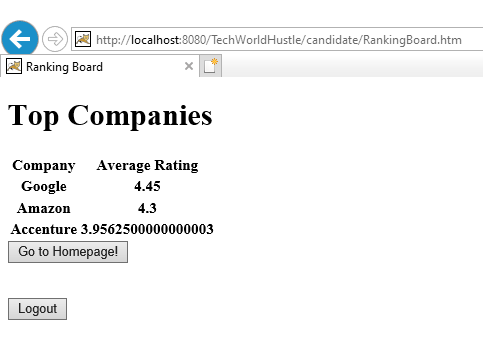 http://localhost:8080/TechWorldHustle/candidate/RankingBoard.htm
Ranking Board
Top Companies
Company Average Rating
Google 4.45
Amazon 4.3
Accenture 3.9562500000000003
Go to Homepage!
Logout